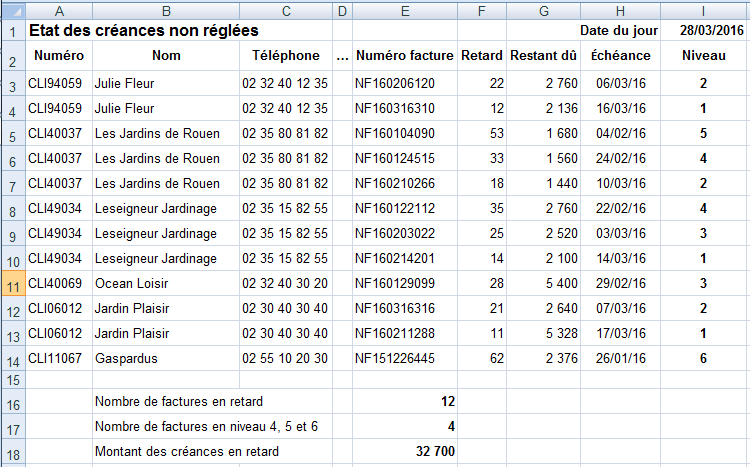 A B C D E F G H I
1 Etat des créances non réglées Date du jour 28/03/2016
2 Numéro Nom Téléphone ... Numéro facture Retard Restant dû Échéance Niveau
3 CLI94059 Julie Fleur 02 32 40 12 35 NF160206120 22 2 760 06/03/16 2
4 CLI94059 Julie Fleur 02 32 40 12 35 NF160316310 12 2 136 16/03/16 1
5 CLI40037 Les Jardins de Rouen 02 35 80 81 82 NF160104090 53 1 680 04/02/16 5
6 CLI40037 Les Jardins de Rouen 02 35 80 81 82 NF160124515 33 1 560 24/02/16 4
7 CLI40037 Les Jardins de Rouen 02 35 80 81 82 NF160210266 18 1 440 10/03/16 2
8 CLI49034 Leseigneur Jardinage 02 35 15 82 55 NF160122112 35 2 760 22/02/16 4
9 CLI49034 Leseigneur Jardinage 02 35 15 82 55 NF160203022 25 2 520 03/03/16 3
10 CLI49034 Leseigneur Jardinage 02 35 15 82 55 NF160214201 14 2 100 14/03/16 1
11 CLI40069 Ocean Loisir 02 32 40 30 20 NF160129099 28 5 400 29/02/16 3
12 CLI06012 Jardin Plaisir 02 30 40 30 40 NF160316316 21 2 640 07/03/16 2
13 CLI06012 Jardin Plaisir 02 30 40 30 40 NF160211288 11 5 328 17/03/16 1
14 CLI11067 Gaspardus 02 55 10 20 30 NF151226445 62 2 376 26/01/16 6
15
16 Nombre de factures en retard 12
17 Nombre de factures en niveau 4, 5 et 6 4
18 Montant des créances en retard 32 700